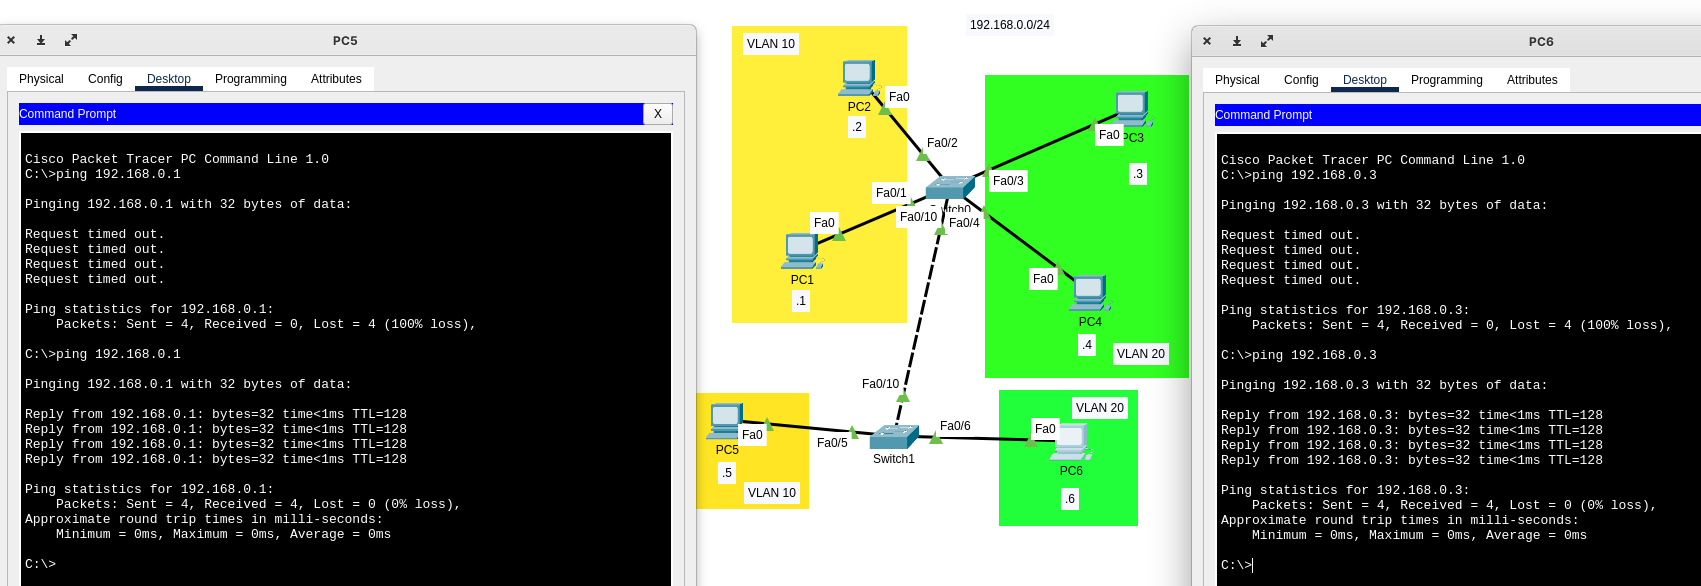 PC5
Physical Config Desktop Programming Attributes
Command Prompt
X
Cisco Packet Tracer PC Command Line 1.0
C:\>ping 192.168.0.1
Pinging 192.168.0.1 with 32 bytes of data:
Request timed out.
Request timed out.
Request timed out.
Request timed out.
Ping statistics for 192.168.0.1:
Packets: Sent = 4, Received = 0, Lost = 4 (100% loss),
C:\>ping 192.168.0.1
Pinging 192.168.0.1 with 32 bytes of data:
Reply from 192.168.0.1: bytes=32 time<1ms TTL=128
Reply from 192.168.0.1: bytes=32 time<1ms TTL=128
Reply from 192.168.0.1: bytes=32 time<1ms TTL=128
Reply from 192.168.0.1: bytes=32 time<1ms TTL=128
Ping statistics for 192.168.0.1:
Packets: Sent = 4, Received = 4, Lost = 0 (0% loss),
Approximate round trip times in milli-seconds:
Minimum = 0ms, Maximum = 0ms, Average = 0ms
C:\>
192.168.0.0/24
VLAN 10
PC2
.2
Fa0
Fa0/2
Fa0
PC3
.3
Fa0/1
Fa0/3
Fa0/10
Fa0/4
Fa0
PC1
.1
Fa0
PC4
.4
VLAN 20
Fa0/10
PC5
Fa0
.5
VLAN 10
Fa0/5
Switch1
Fa0/6
VLAN 20
Fa0
PC6
.6
PC6
Physical Config Desktop Programming Attributes
Command Prompt
Cisco Packet Tracer PC Command Line 1.0
C:\>ping 192.168.0.3
Pinging 192.168.0.3 with 32 bytes of data:
Request timed out.
Request timed out.
Request timed out.
Request timed out.
Ping statistics for 192.168.0.3:
Packets: Sent = 4, Received = 0, Lost = 4 (100% loss),
C:\>ping 192.168.0.3
Pinging 192.168.0.3 with 32 bytes of data:
Reply from 192.168.0.3: bytes=32 time<1ms TTL=128
Reply from 192.168.0.3: bytes=32 time<1ms TTL=128
Reply from 192.168.0.3: bytes=32 time<1ms TTL=128
Reply from 192.168.0.3: bytes=32 time<1ms TTL=128
Ping statistics for 192.168.0.3:
Packets: Sent = 4, Received = 4, Lost = 0 (0% loss),
Approximate round trip times in milli-seconds:
Minimum = 0ms, Maximum = 0ms, Average = 0ms
C:\>